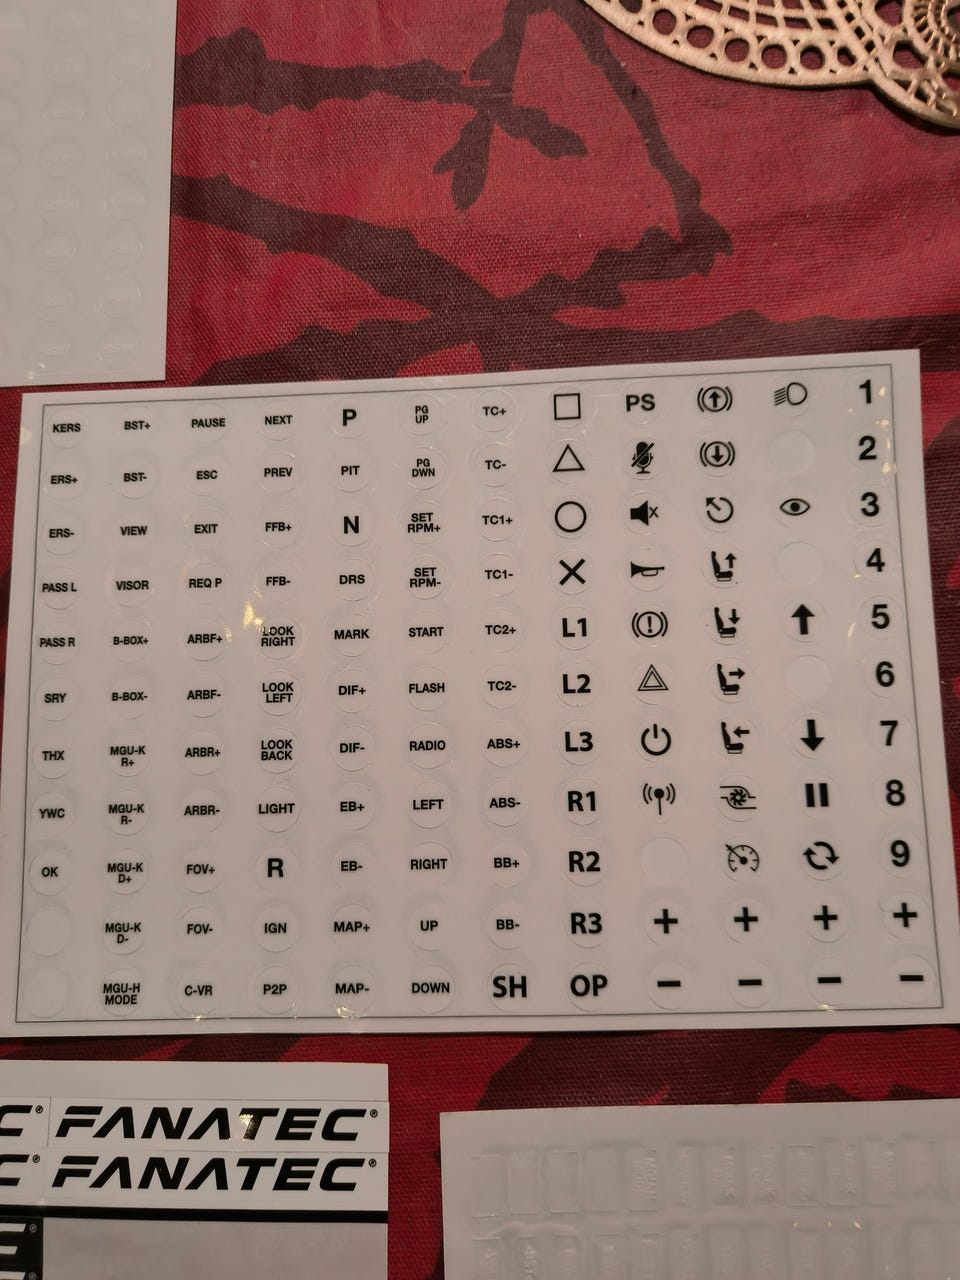 KERS BST+ PAUSE NEXT P PG UP TC+ □ PS 1
ERS+ BST- ESC PREV PIT PG DWN TC- △ 2
ERS- VIEW EXIT FFB+ N SET RPM+ TC1+ ○ 3
PASS L VISOR REQ P FFB- DRS SET RPM- TC1- ✕ 4
PASS R B-BOX+ ARBF+ LOOK RIGHT MARK START TC2+ L1 5
SRY B-BOX- ARBF- LOOK LEFT DIF+ FLASH TC2- L2 6
THX MGU-K R+ ARBR+ LOOK BACK DIF- RADIO ABS+ L3 7
YWC MGU-K R- ARBR- LIGHT EB+ LEFT ABS- R1 8
OK MGU-K D+ FOV+ R EB- RIGHT BB+ R2 9
MGU-K D- FOV- IGN MAP+ UP BB- R3 + + + +
MGU-H MODE C-VR P2P MAP- DOWN SH OP - - - -
C® FANATEC®
C® FANATEC®
E®